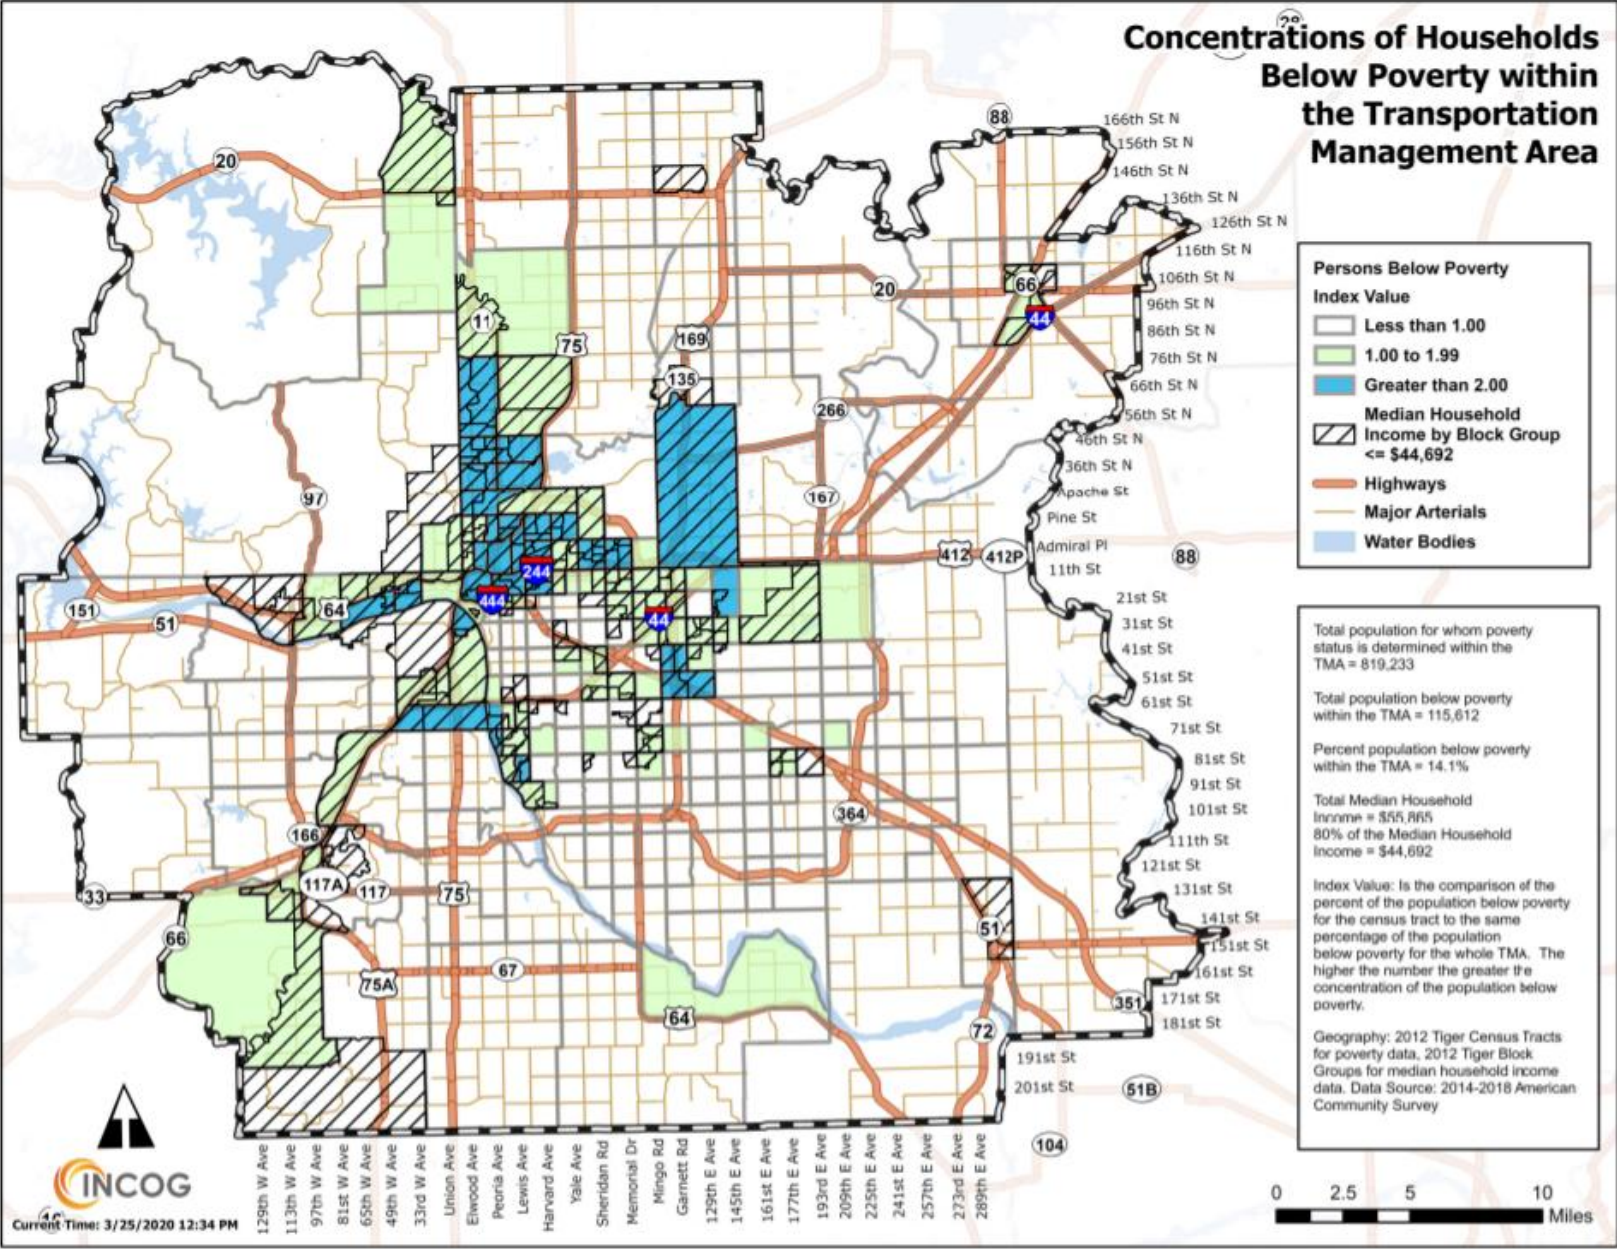 Concentrations of Households
Below Poverty within
the Transportation
Management Area
28
88
166th St N
156th St N
146th St N
136th St N
126th St N
116th St N
106th St N
96th St N
86th St N
76th St N
66th St N
56th St N
46th St N
36th St N
Apache St
Pine St
Admiral Pl
11th St
21st St
31st St
41st St
51st St
61st St
71st St
81st St
91st St
101st St
111th St
121st St
131st St
141st St
151st St
161st St
171st St
181st St
191st St
201st St
20
20
66
44
11
75
169
135
266
97
167
412
412P
88
244
444
44
151
51
64
364
166
117A
117
75
33
66
51
67
75A
64
351
72
51B
104
Persons Below Poverty
Index Value
Less than 1.00
1.00 to 1.99
Greater than 2.00
Median Household
Income by Block Group
<= $44,692
Highways
Major Arterials
Water Bodies
Total population for whom poverty
status is determined within the
TMA = 819,233
Total population below poverty
within the TMA = 115,612
Percent population below poverty
within the TMA = 14.1%
Total Median Household
Income = $55,865
80% of the Median Household
Income = $44,692
Index Value: Is the comparison of the
percent of the population below poverty
for the census tract to the same
percentage of the population
below poverty for the whole TMA. The
higher the number the greater the
concentration of the population below
poverty.
Geography: 2012 Tiger Census Tracts
for poverty data, 2012 Tiger Block
Groups for median household income
data. Data Source: 2014-2018 American
Community Survey
INCOG
Current Time: 3/25/2020 12:34 PM
129th W Ave
113th W Ave
97th W Ave
81st W Ave
65th W Ave
49th W Ave
33rd W Ave
Union Ave
Elwood Ave
Peoria Ave
Lewis Ave
Harvard Ave
Yale Ave
Sheridan Rd
Memorial Dr
Mingo Rd
Garnett Rd
129th E Ave
145th E Ave
161st E Ave
177th E Ave
193rd E Ave
209th E Ave
225th E Ave
241st E Ave
257th E Ave
273rd E Ave
289th E Ave
0 2.5 5 10
Miles